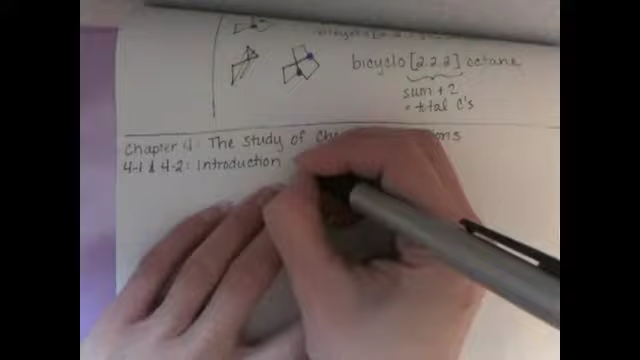 bicyclo [2.2.2] octane
sum + 2
= total C's
Chapter 4: The Study of
4-1 & 4-2: Introduction